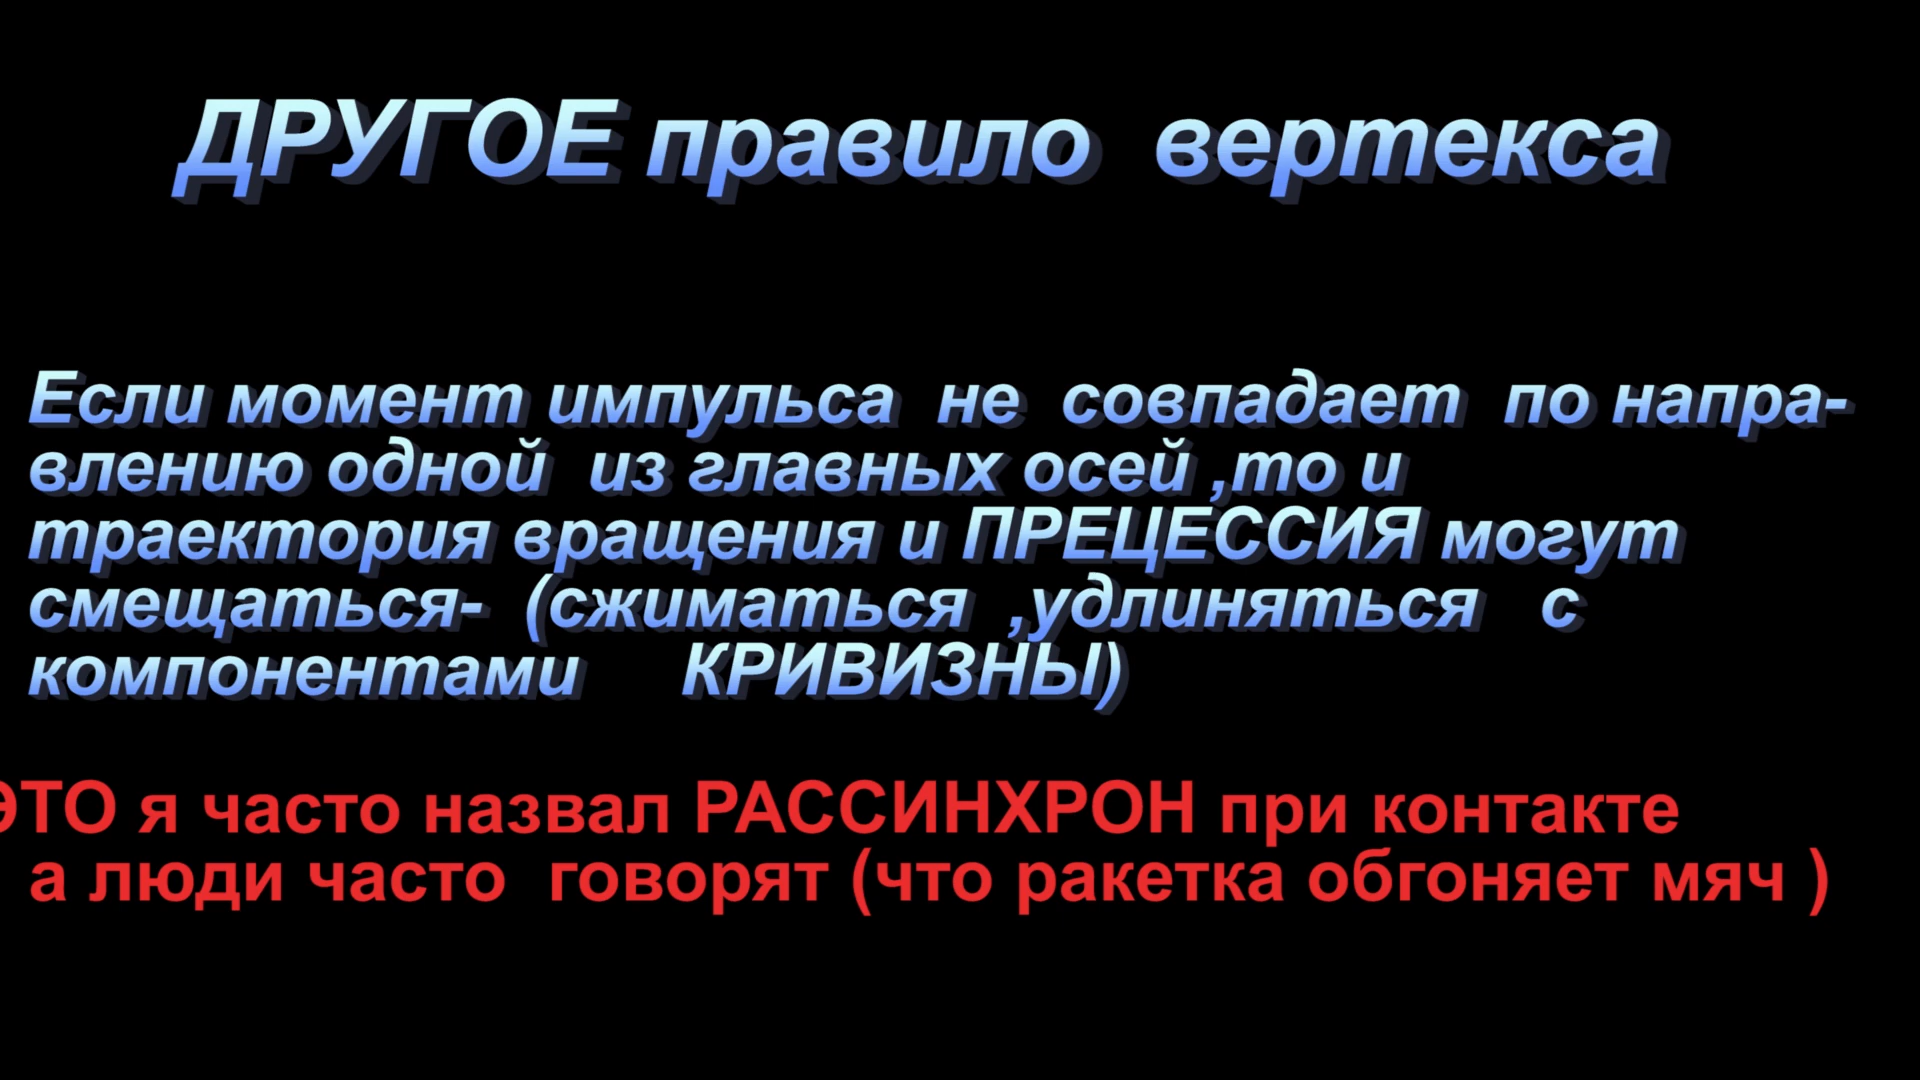 ДРУГОЕ правило вертекса
Если момент импульса не совпадает по напра-
влению одной из главных осей ,то и
траектория вращения и ПРЕЦЕССИЯ могут
смещаться- (сжиматься ,удлиняться с
компонентами КРИВИЗНЫ)
ЭТО я часто назвал РАССИНХРОН при контакте
а люди часто говорят (что ракетка обгоняет мяч )